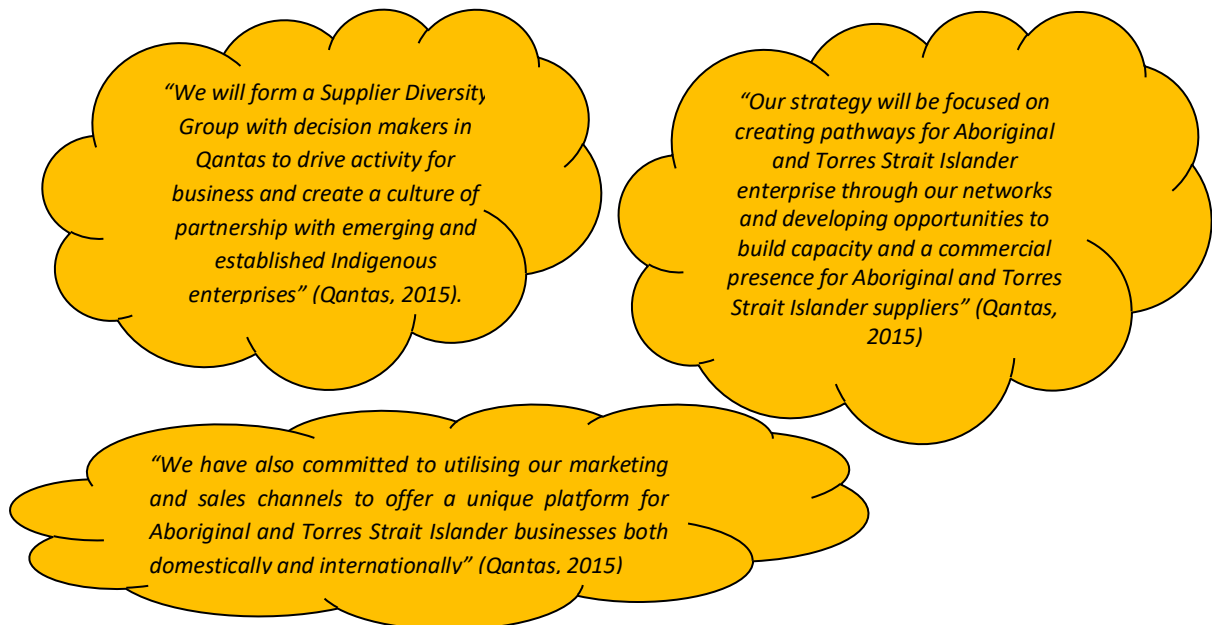 “We will form a Supplier Diversity
Group with decision makers in
Qantas to drive activity for
business and create a culture of
partnership with emerging and
established Indigenous
enterprises” (Qantas, 2015).
“Our strategy will be focused on
creating pathways for Aboriginal
and Torres Strait Islander
enterprise through our networks
and developing opportunities to
build capacity and a commercial
presence for Aboriginal and Torres
Strait Islander suppliers” (Qantas,
2015)
“We have also committed to utilising our marketing
and sales channels to offer a unique platform for
Aboriginal and Torres Strait Islander businesses both
domestically and internationally” (Qantas, 2015)